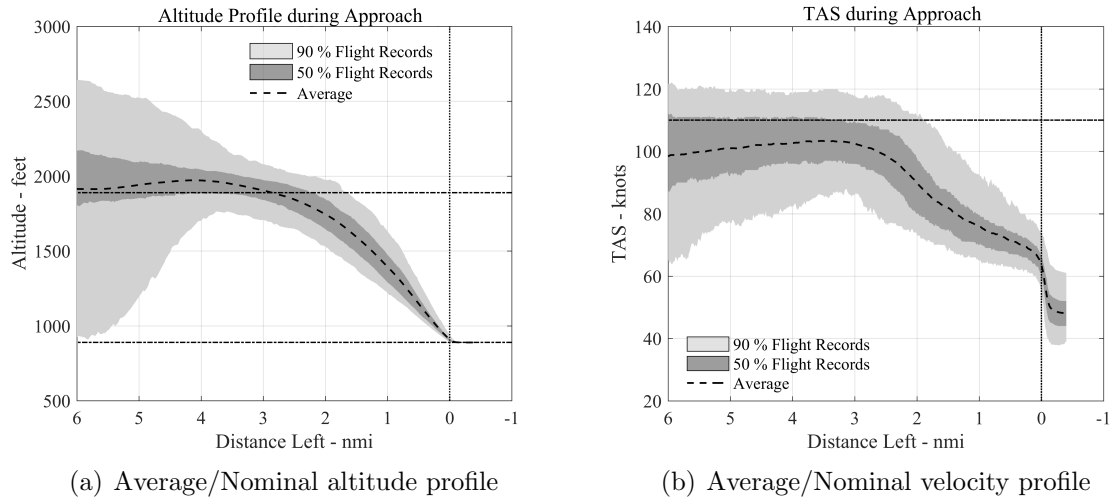 Altitude Profile during Approach
3000
2500
2000
1500
1000
500
Altitude - feet
90 % Flight Records
50 % Flight Records
Average
6 5 4 3 2 1 0 -1
Distance Left - nmi
(a) Average/Nominal altitude profile
TAS during Approach
140
120
100
80
60
40
20
TAS - knots
90 % Flight Records
50 % Flight Records
Average
6 5 4 3 2 1 0 -1
Distance Left - nmi
(b) Average/Nominal velocity profile